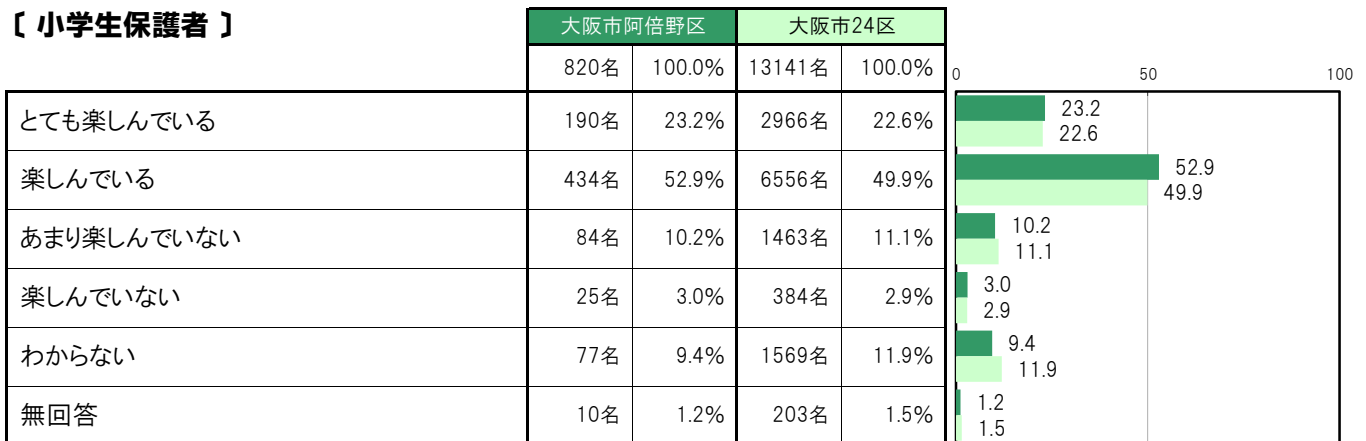 〔 小学生保護者 〕
大阪市阿倍野区 大阪市24区
820名 100.0% 13141名 100.0% 0 50 100
とても楽しんでいる 190名 23.2% 2966名 22.6% 23.2
22.6
楽しんでいる 434名 52.9% 6556名 49.9% 52.9
49.9
あまり楽しんでいない 84名 10.2% 1463名 11.1% 10.2
11.1
楽しんでいない 25名 3.0% 384名 2.9% 3.0
2.9
わからない 77名 9.4% 1569名 11.9% 9.4
11.9
無回答 10名 1.2% 203名 1.5% 1.2
1.5